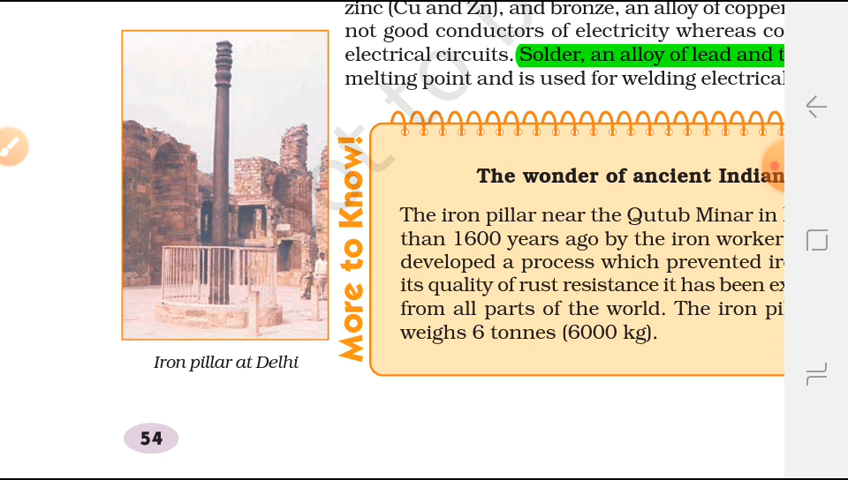 zinc (Cu and Zn), and bronze, an alloy of copper
not good conductors of electricity whereas co
electrical circuits. Solder, an alloy of lead and t
melting point and is used for welding electrical
More to Know!
The wonder of ancient Indian
The iron pillar near the Qutub Minar in
than 1600 years ago by the iron worker
developed a process which prevented ir
its quality of rust resistance it has been ex
from all parts of the world. The iron pi
weighs 6 tonnes (6000 kg).
Iron pillar at Delhi
54